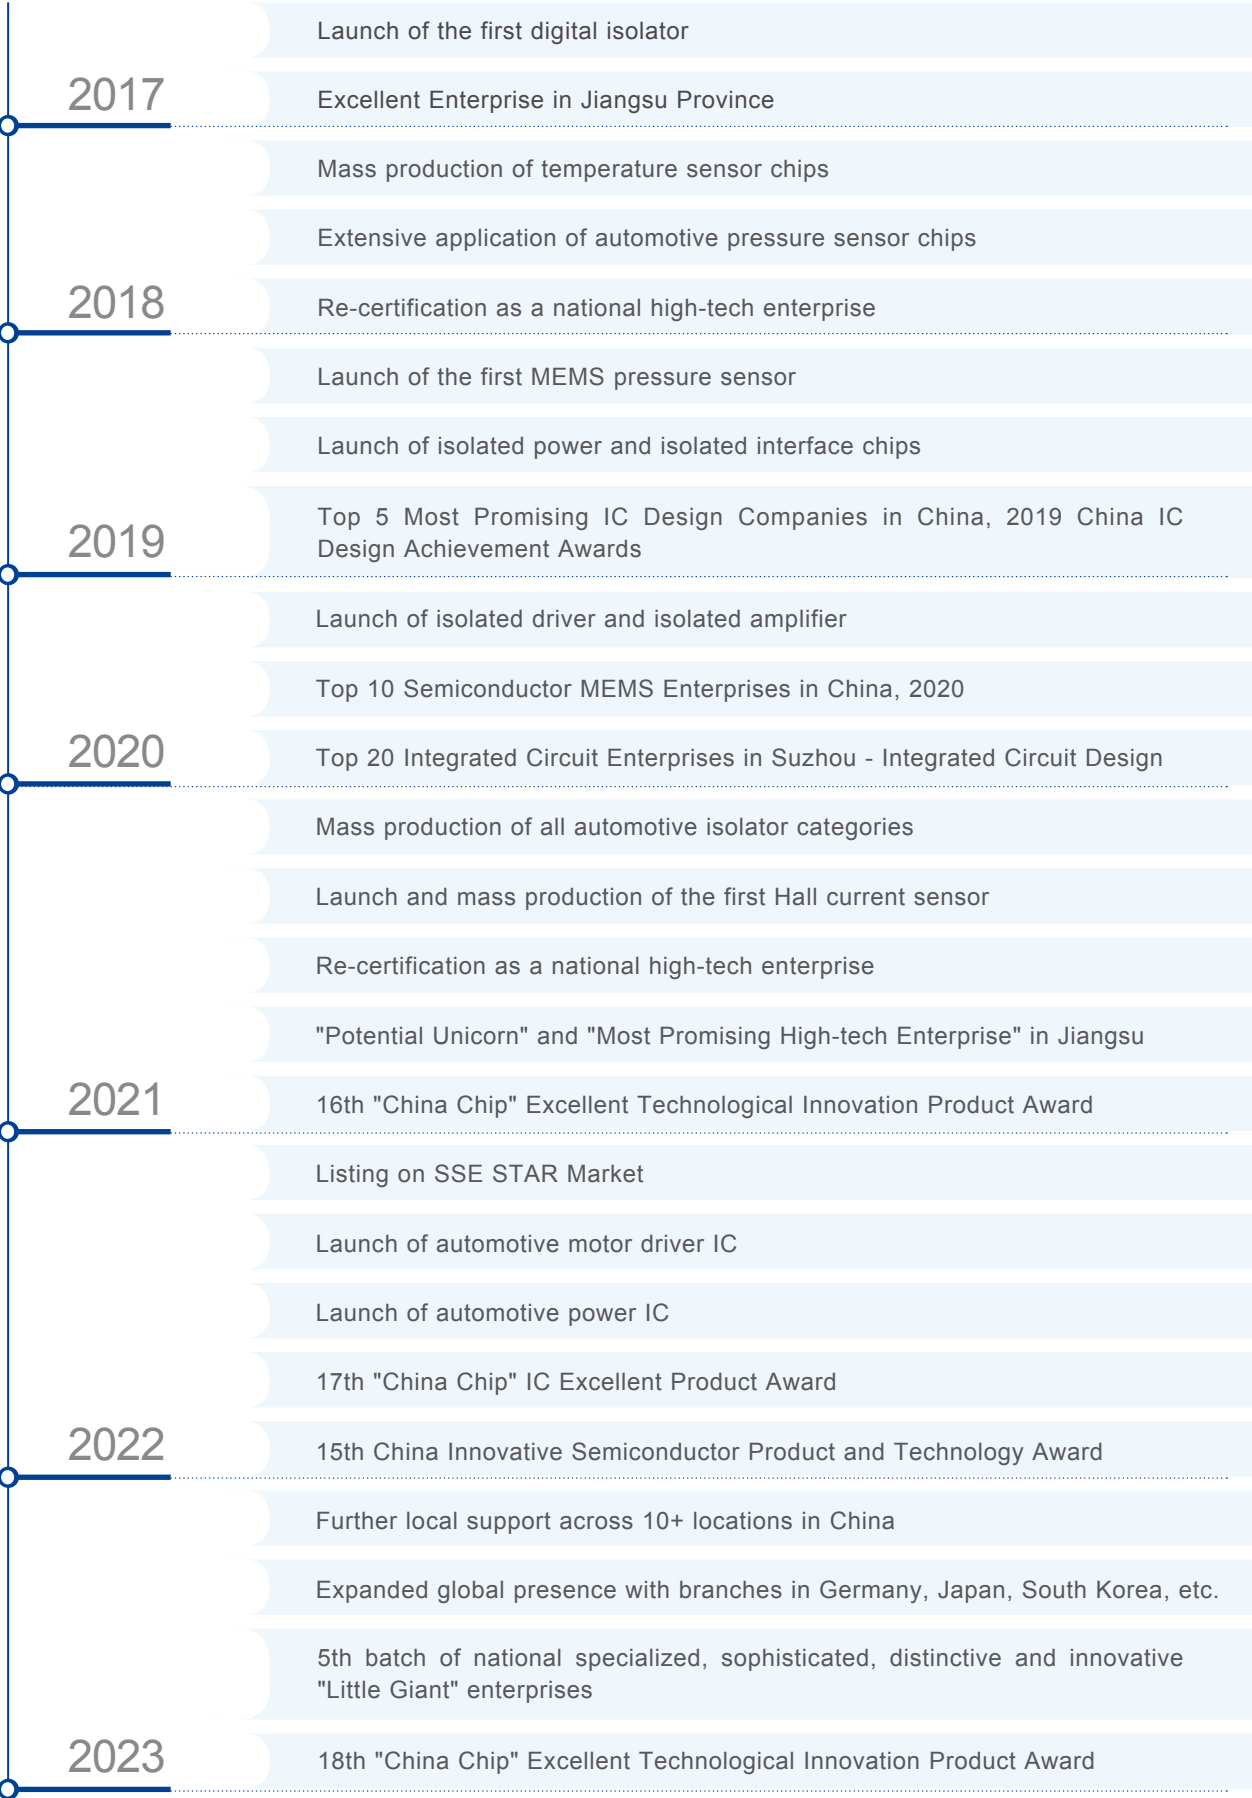 Launch of the first digital isolator
2017
Excellent Enterprise in Jiangsu Province
Mass production of temperature sensor chips
Extensive application of automotive pressure sensor chips
2018
Re-certification as a national high-tech enterprise
Launch of the first MEMS pressure sensor
Launch of isolated power and isolated interface chips
Top 5 Most Promising IC Design Companies in China, 2019 China IC
2019
Design Achievement Awards
Launch of isolated driver and isolated amplifier
Top 10 Semiconductor MEMS Enterprises in China, 2020
2020
Top 20 Integrated Circuit Enterprises in Suzhou - Integrated Circuit Design
Mass production of all automotive isolator categories
Launch and mass production of the first Hall current sensor
Re-certification as a national high-tech enterprise
"Potential Unicorn" and "Most Promising High-tech Enterprise" in Jiangsu
2021
16th "China Chip" Excellent Technological Innovation Product Award
Listing on SSE STAR Market
Launch of automotive motor driver IC
Launch of automotive power IC
17th "China Chip" IC Excellent Product Award
2022
15th China Innovative Semiconductor Product and Technology Award
Further local support across 10+ locations in China
Expanded global presence with branches in Germany, Japan, South Korea, etc.
5th batch of national specialized, sophisticated, distinctive and innovative
"Little Giant" enterprises
2023
18th "China Chip" Excellent Technological Innovation Product Award